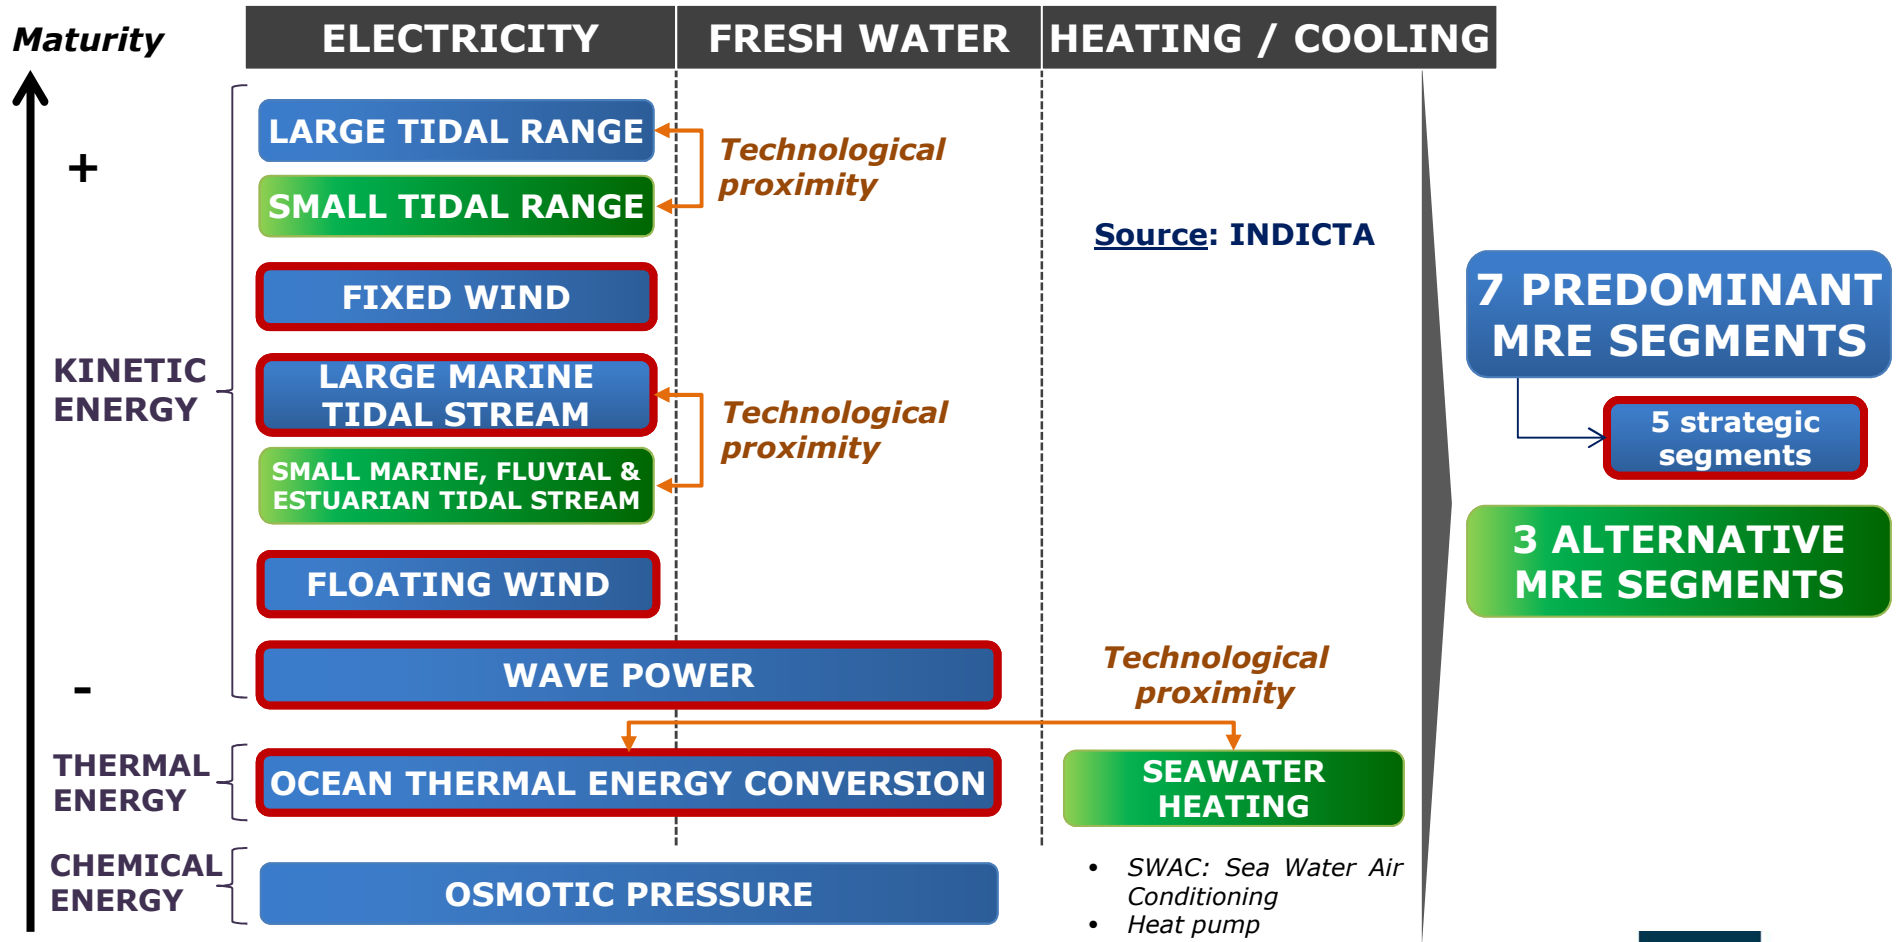 Maturity
ELECTRICITY
FRESH WATER
HEATING / COOLING
+
LARGE TIDAL RANGE
Technological
proximity
SMALL TIDAL RANGE
Source: INDICTA
FIXED WIND
7 PREDOMINANT
MRE SEGMENTS
KINETIC
ENERGY
LARGE MARINE
TIDAL STREAM
Technological
proximity
5 strategic
segments
SMALL MARINE, FLUVIAL &
ESTUARIAN TIDAL STREAM
3 ALTERNATIVE
MRE SEGMENTS
FLOATING WIND
-
WAVE POWER
Technological
proximity
THERMAL
ENERGY
OCEAN THERMAL ENERGY CONVERSION
SEAWATER
HEATING
CHEMICAL
ENERGY
OSMOTIC PRESSURE
• SWAC: Sea Water Air
Conditioning
• Heat pump